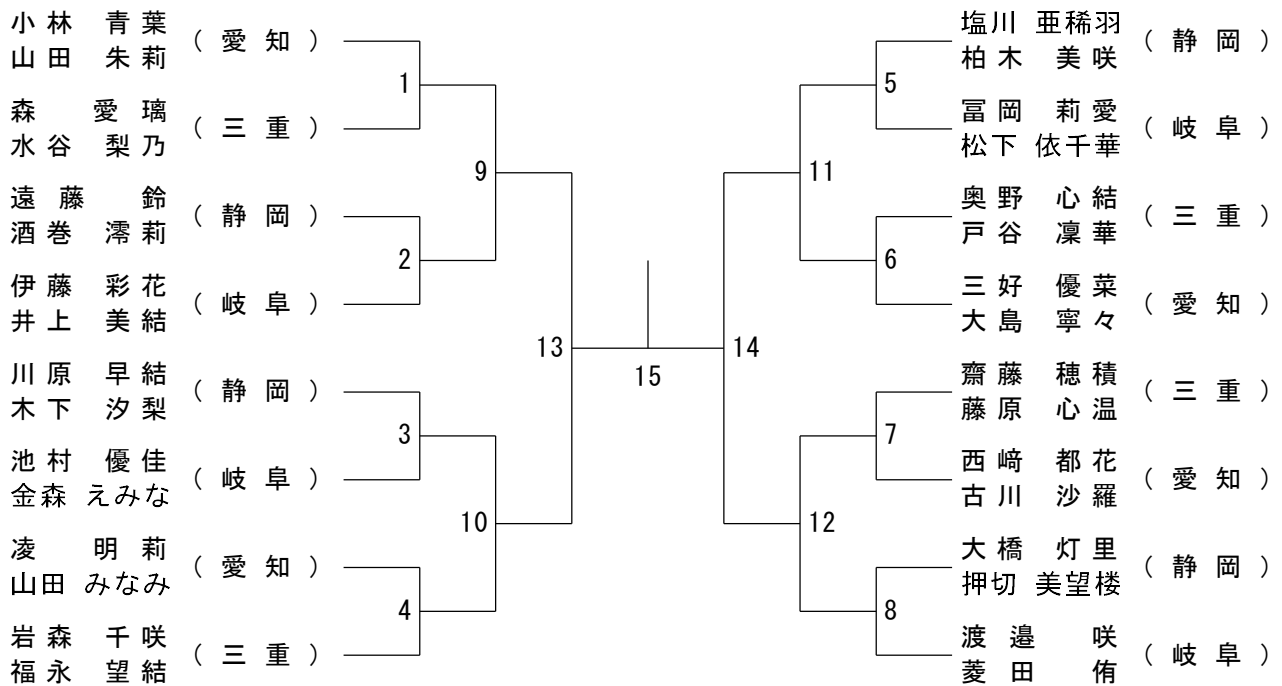 小林 青葉
山田 朱莉
(愛知)
森 愛璃
水谷 梨乃
(三重)
遠藤 鈴
酒巻 澪莉
(静岡)
伊藤 彩花
井上 美結
(岐阜)
川原 早結
木下 汐梨
(静岡)
池村 優佳
金森 えみな
(岐阜)
凌 明莉
山田 みなみ
(愛知)
岩森 千咲
福永 望結
(三重)
1
2
3
4
9
10
13
15
14
11
12
5
6
7
8
塩川 亜稀羽
柏木 美咲
(静岡)
冨岡 莉愛
松下 依千華
(岐阜)
奥野 心結
戸谷 凜華
(三重)
三好 優菜
大島 寧々
(愛知)
齋藤 穂積
藤原 心温
(三重)
西﨑 都花
古川 沙羅
(愛知)
大橋 灯里
押切 美望楼
(静岡)
渡邉 咲
菱田 侑
(岐阜)